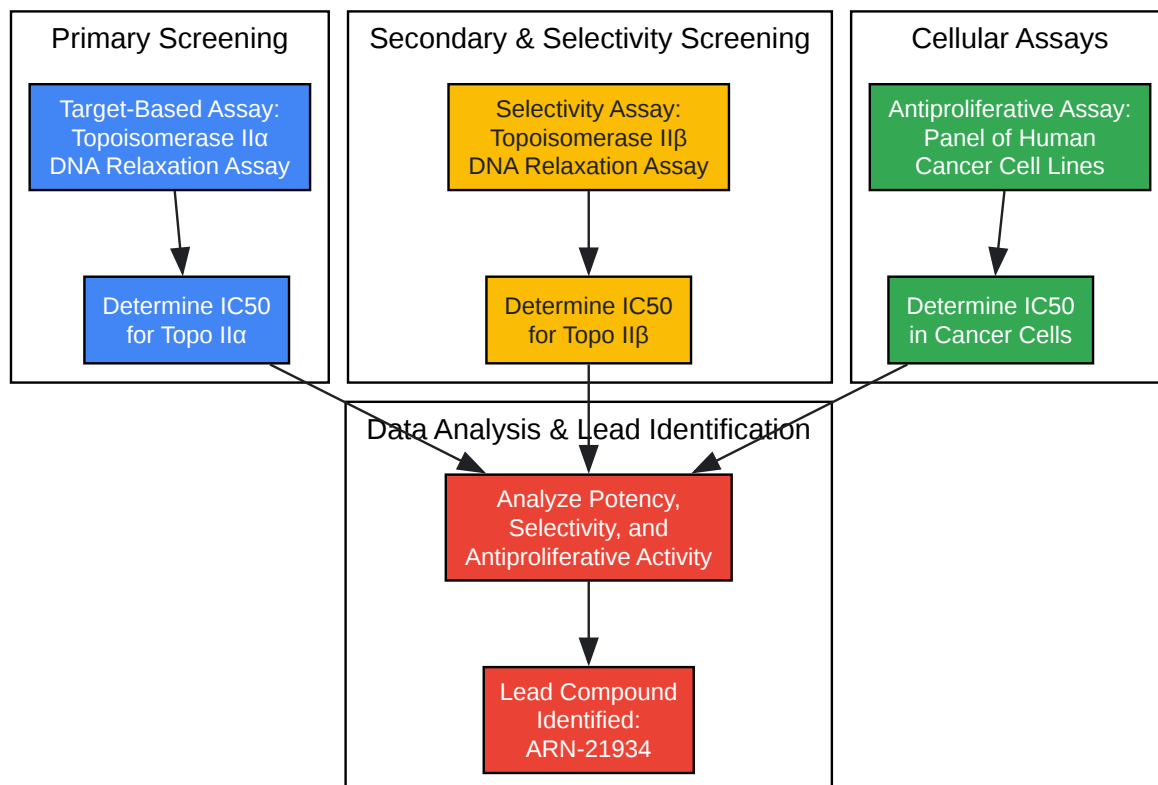 Primary Screening
Target-Based Assay:
Topoisomerase IIα
DNA Relaxation Assay
Determine IC50
for Topo IIα
Secondary & Selectivity Screening
Selectivity Assay:
Topoisomerase IIβ
DNA Relaxation Assay
Determine IC50
for Topo IIβ
Cellular Assays
Antiproliferative Assay:
Panel of Human
Cancer Cell Lines
Determine IC50
in Cancer Cells
Data Analysis & Lead Identification
Analyze Potency,
Selectivity, and
Antiproliferative Activity
Lead Compound
Identified:
ARN-21934